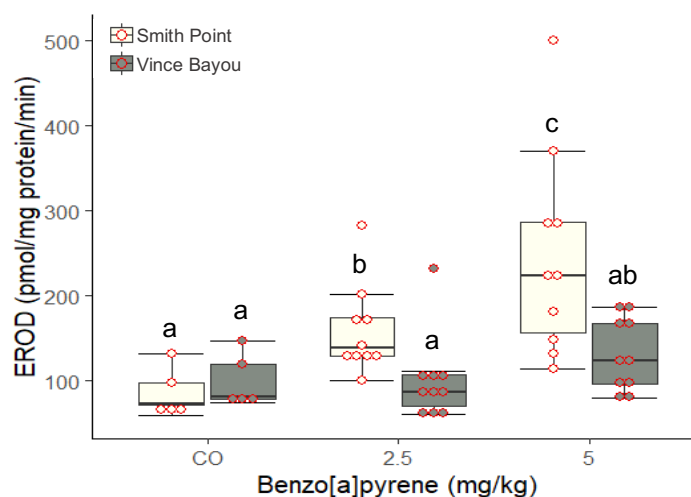 Smith Point
Vince Bayou
500
400
300
200
100
EROD (pmol/mg protein/min)
a
a
b
a
c
ab
CO
2.5
5
Benzo[a]pyrene (mg/kg)